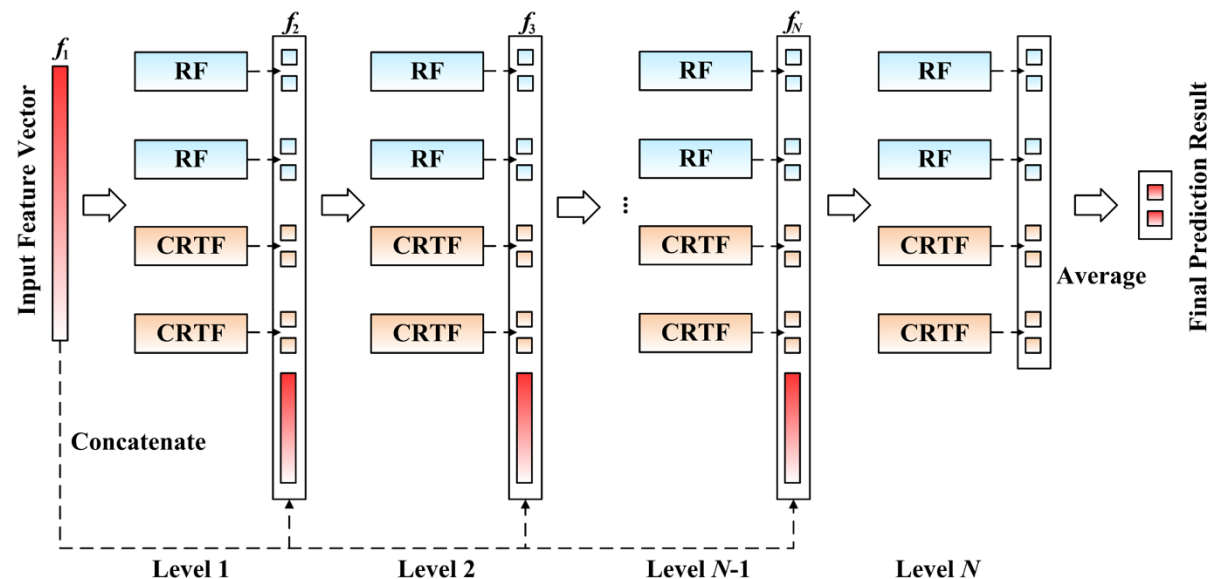 f1
f2
f3
fN
Input Feature Vector
RF
RF
RF
RF
RF
RF
RF
RF
...
CRTF
CRTF
CRTF
CRTF
Average
CRTF
CRTF
CRTF
CRTF
Final Prediction Result
Concatenate
Level 1
Level 2
Level N-1
Level N